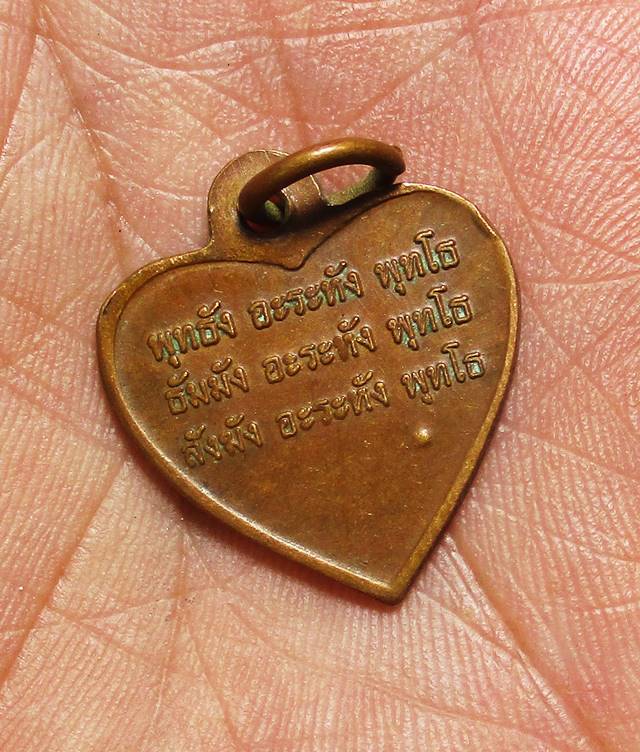 พุทธัง อะระหัง พุทโธ
ธัมมัง อะระหัง พุทโธ
สังฆัง อะระหัง พุทโธ